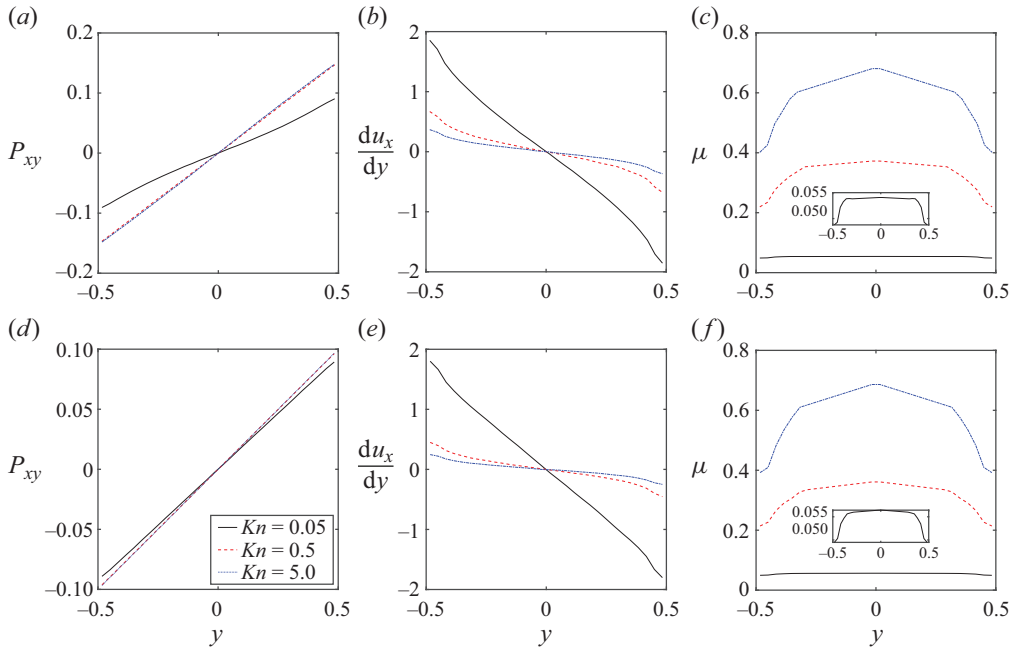 (a)
(b)
(c)
0.2
0.1
0
–0.1
–0.2
P_xy
–0.5
0
0.5
2
1
0
–1
–2
du_x
dy
–0.5
0
0.5
0.8
0.6
0.4
0.2
0
μ
0.055
0.050
–0.5
0
0.5
–0.5
0
0.5
(d)
(e)
(f)
0.10
0.05
0
–0.05
–0.10
P_xy
Kn = 0.05
Kn = 0.5
Kn = 5.0
–0.5
0
0.5
y
2
1
0
–1
–2
du_x
dy
–0.5
0
0.5
y
0.8
0.6
0.4
0.2
0
μ
0.055
0.050
–0.5
0
0.5
–0.5
0
0.5
y